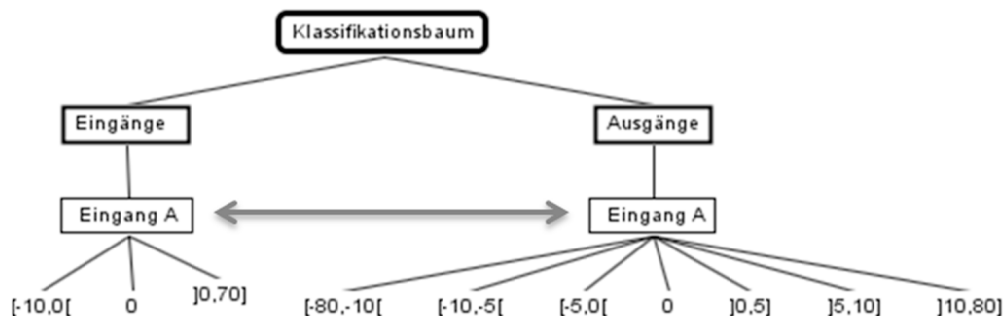 Klassifikationsbaum
Eingänge Ausgänge
Eingang A Eingang A
[-10,0[ 0 ]0,70] [-80,-10[ [-10,-5[ [-5,0[ 0 ]0,5] ]5,10] ]10,80]